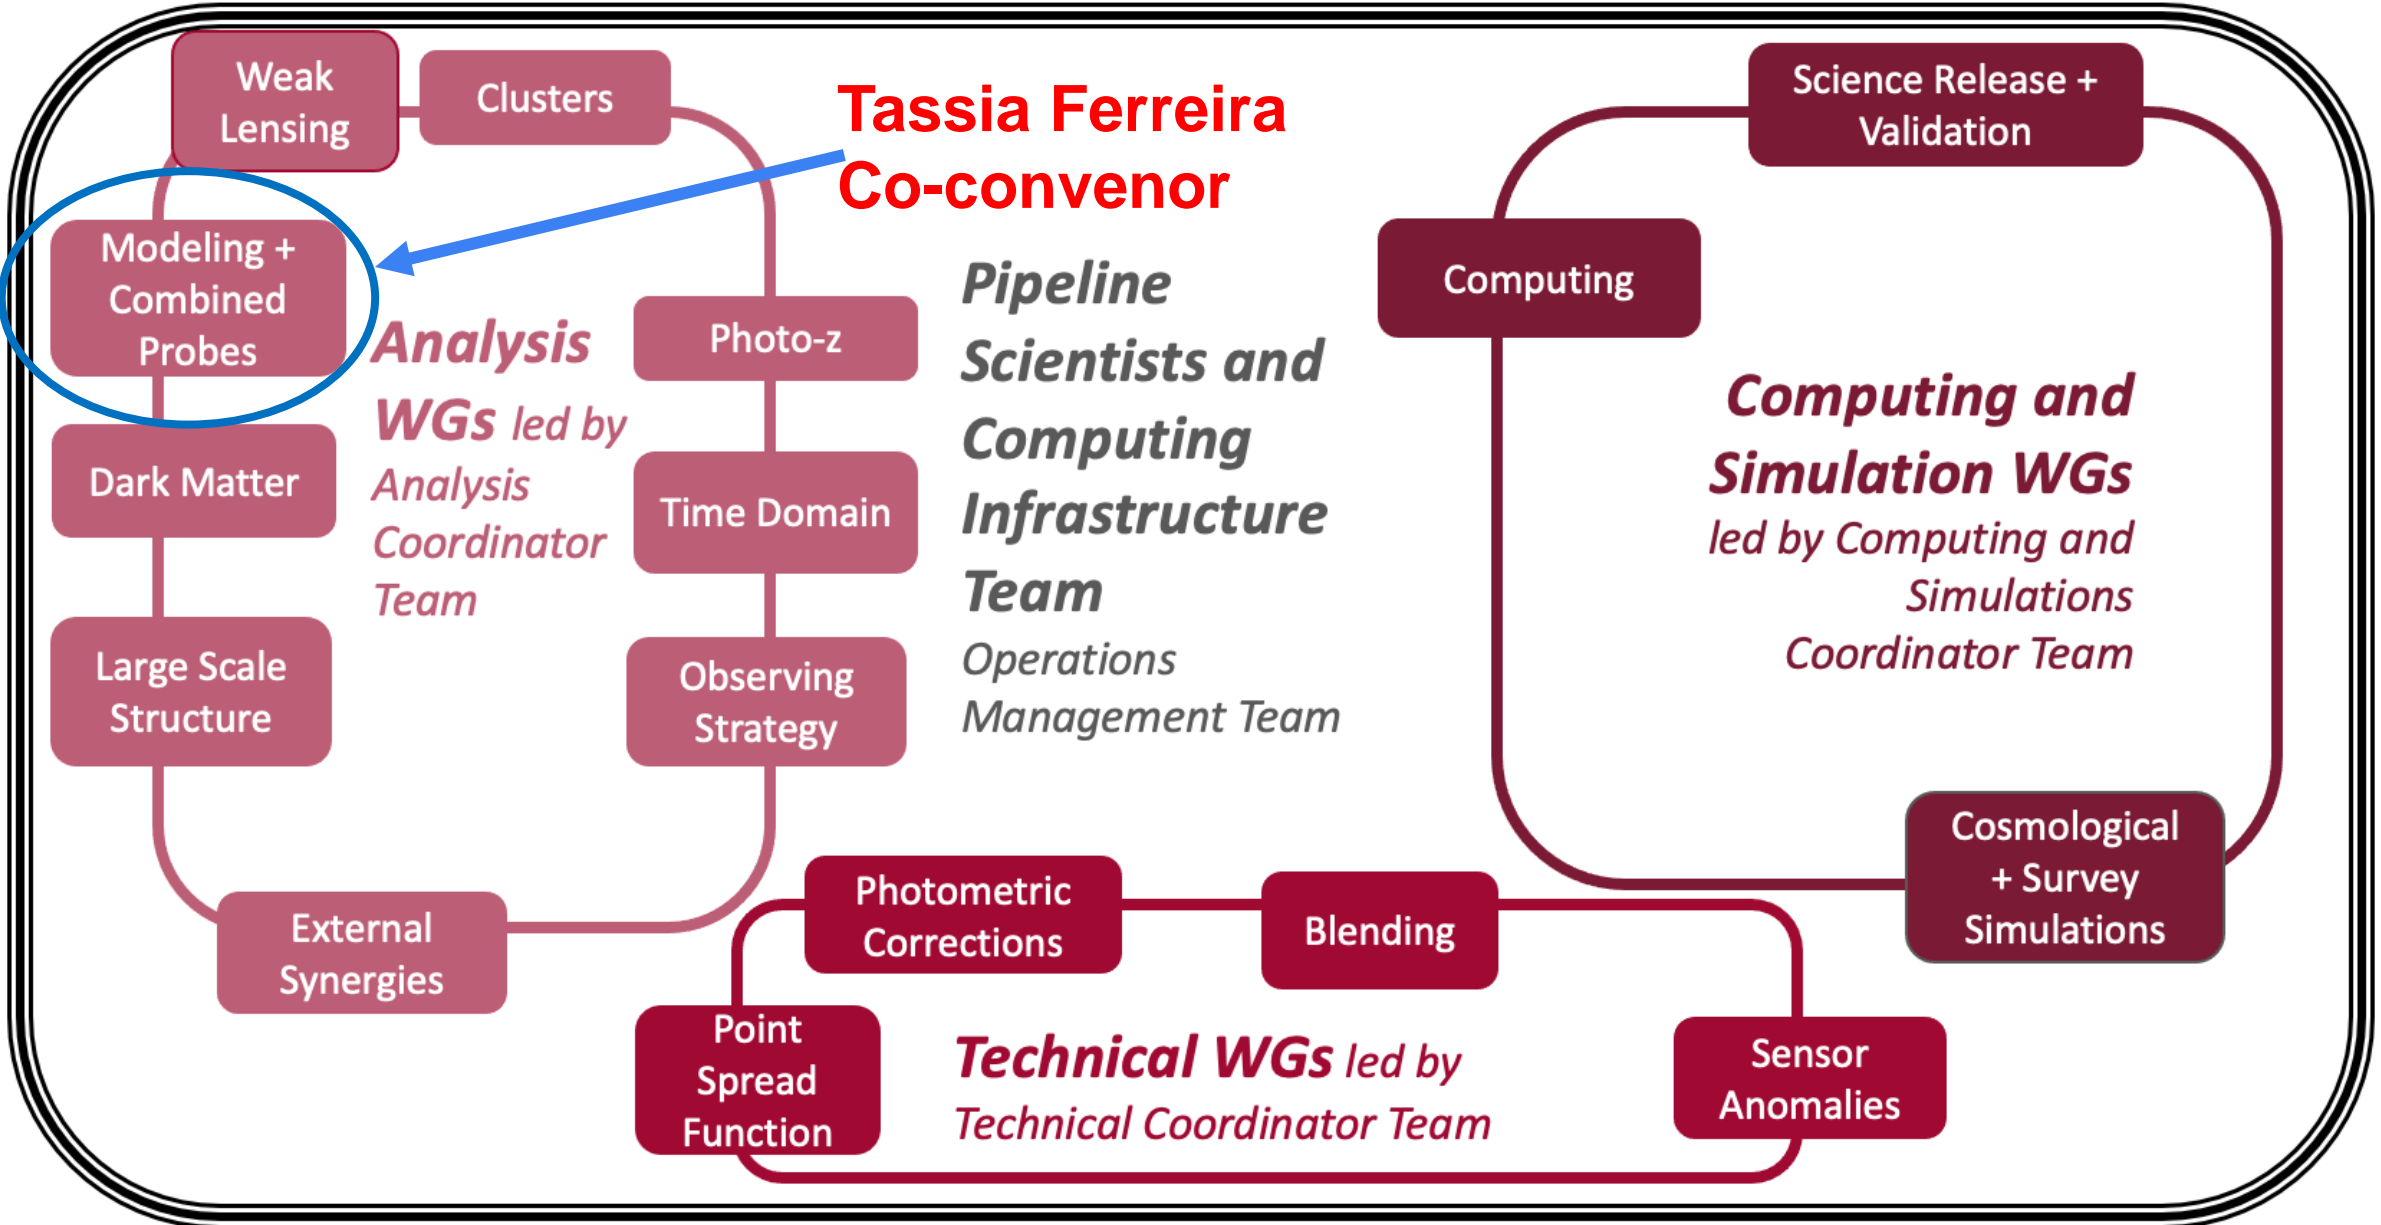 Weak
Lensing
Clusters
Tassia Ferreira
Co-convenor
Modeling +
Combined
Probes
Analysis
WGs led by
Analysis
Coordinator
Team
Dark Matter
Large Scale
Structure
External
Synergies
Photo-z
Time Domain
Observing
Strategy
Pipeline
Scientists and
Computing
Infrastructure
Team
Operations
Management Team
Science Release +
Validation
Computing
Computing and
Simulation WGs
led by Computing and
Simulations
Coordinator Team
Cosmological
+ Survey
Simulations
Photometric
Corrections
Blending
Point
Spread
Function
Technical WGs led by
Technical Coordinator Team
Sensor
Anomalies